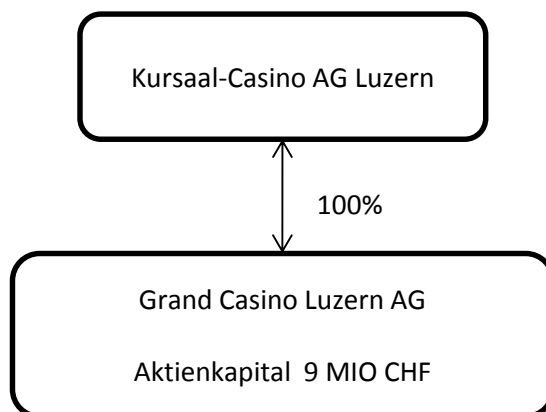 Kursaal-Casino AG Luzern
100%
Grand Casino Luzern AG
Aktienkapital 9 MIO CHF